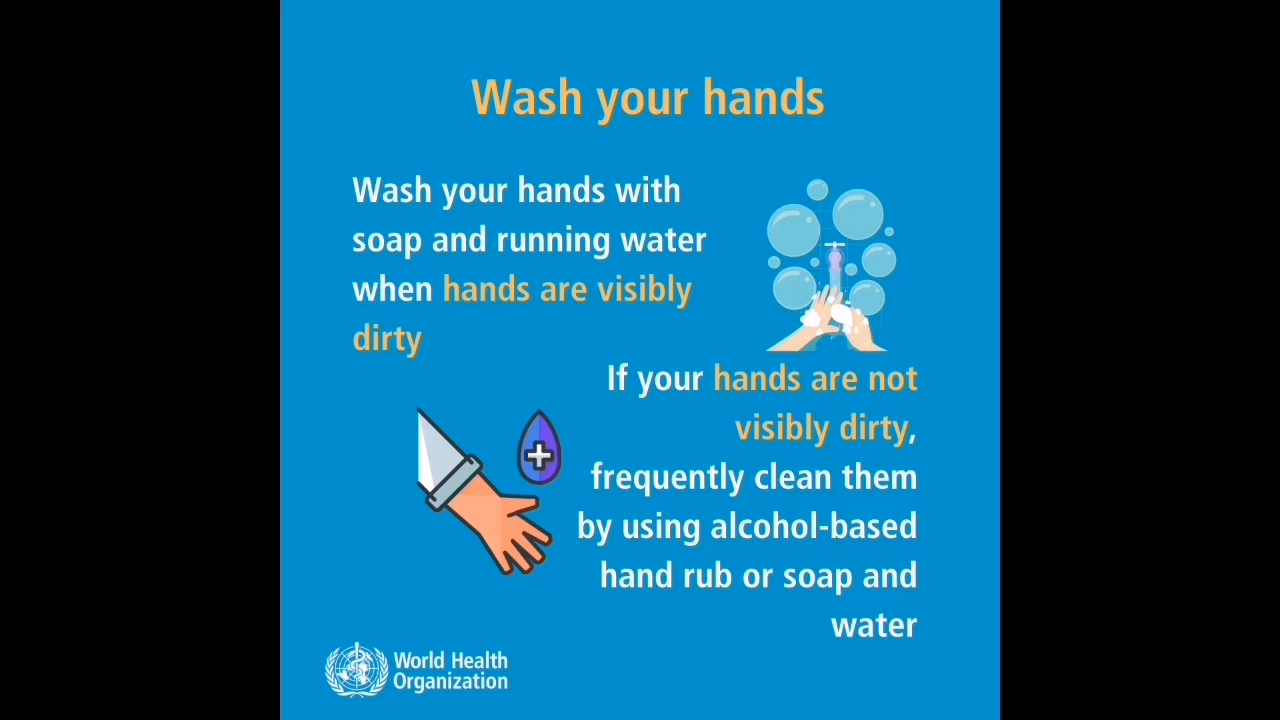 Wash your hands
Wash your hands with
soap and running water
when hands are visibly
dirty
If your hands are not
visibly dirty,
frequently clean them
by using alcohol-based
hand rub or soap and
water
World Health
Organization